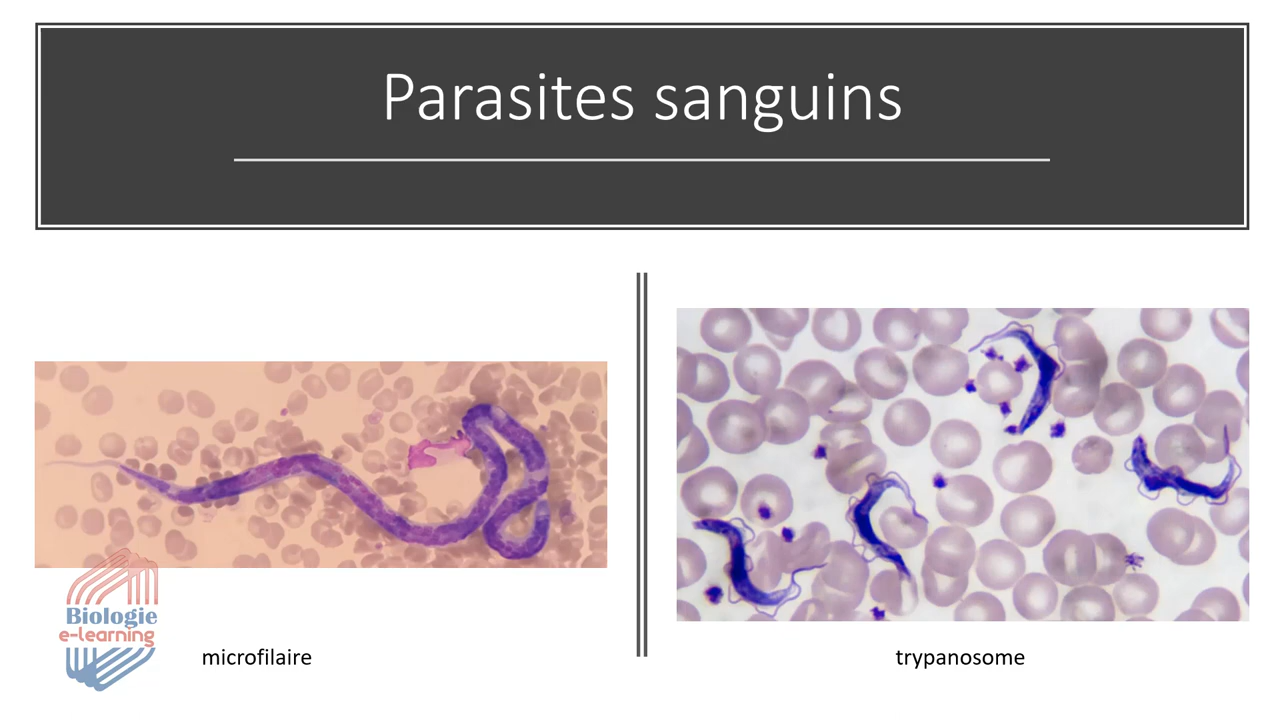 Parasites sanguins
Biologie
e-learning
microfilaire
trypanosome